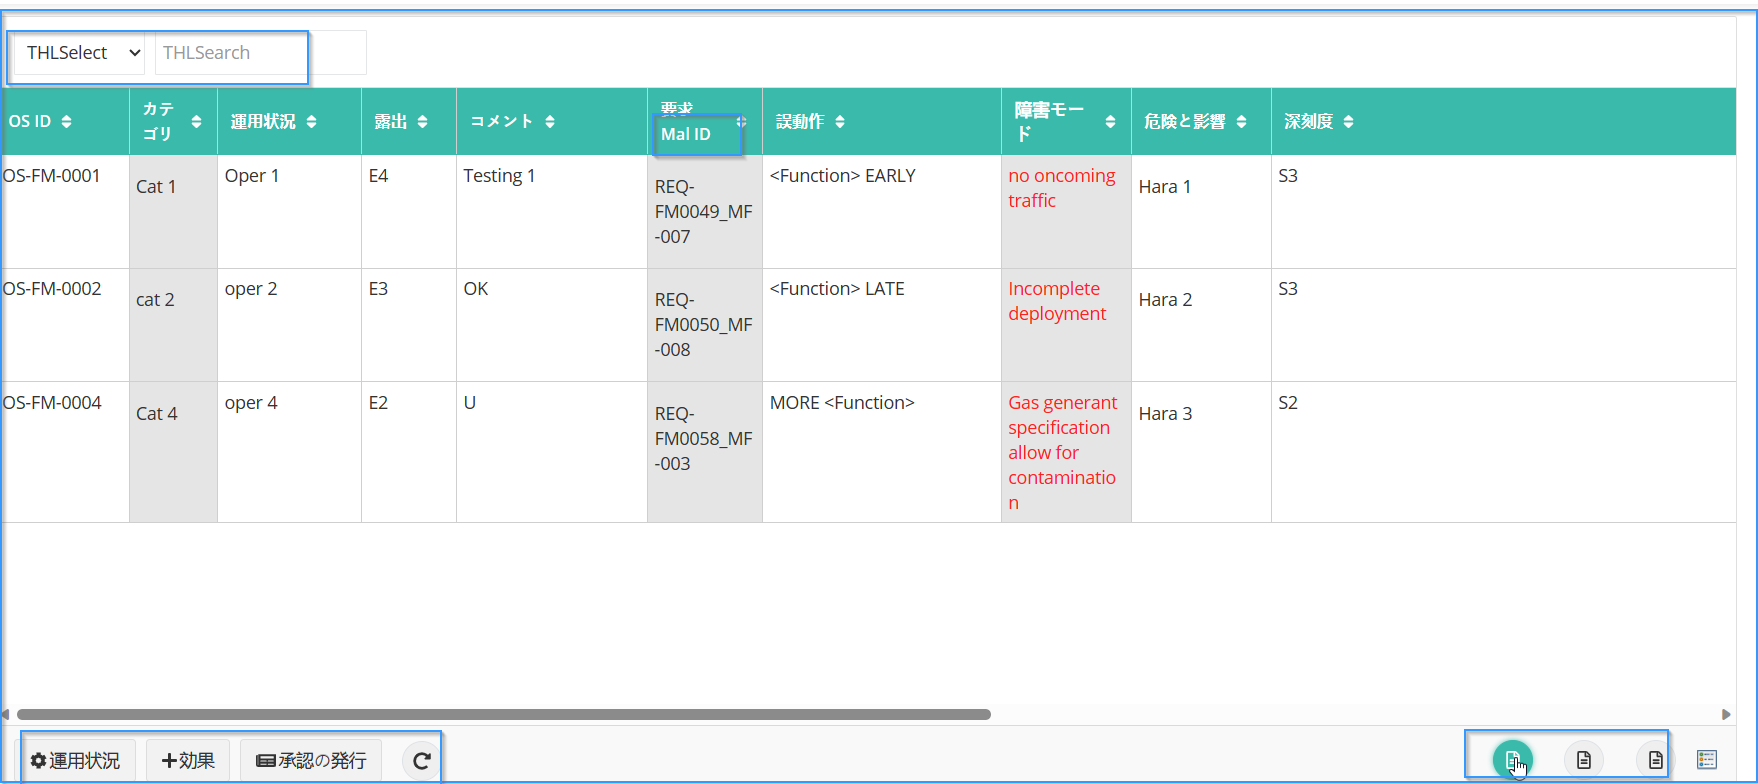 THLSelect THLSearch
OS ID カテ 運用状況 露出 コメント 要求 誤動作 障害モー 危険と影響 深刻度
ゴリ Mal ID ド
OS-FM-0001 Cat 1 Oper 1 E4 Testing 1 REQ- <Function> EARLY no oncoming Hara 1 S3
FM0049_MF traffic
-007
OS-FM-0002 cat 2 oper 2 E3 OK REQ- <Function> LATE Incomplete Hara 2 S3
FM0050_MF deployment
-008
OS-FM-0004 Cat 4 oper 4 E2 U REQ- MORE <Function> Gas generant Hara 3 S2
FM0058_MF specification
-003 allow for
contaminatio
n
運用状況 効果 承認の発行